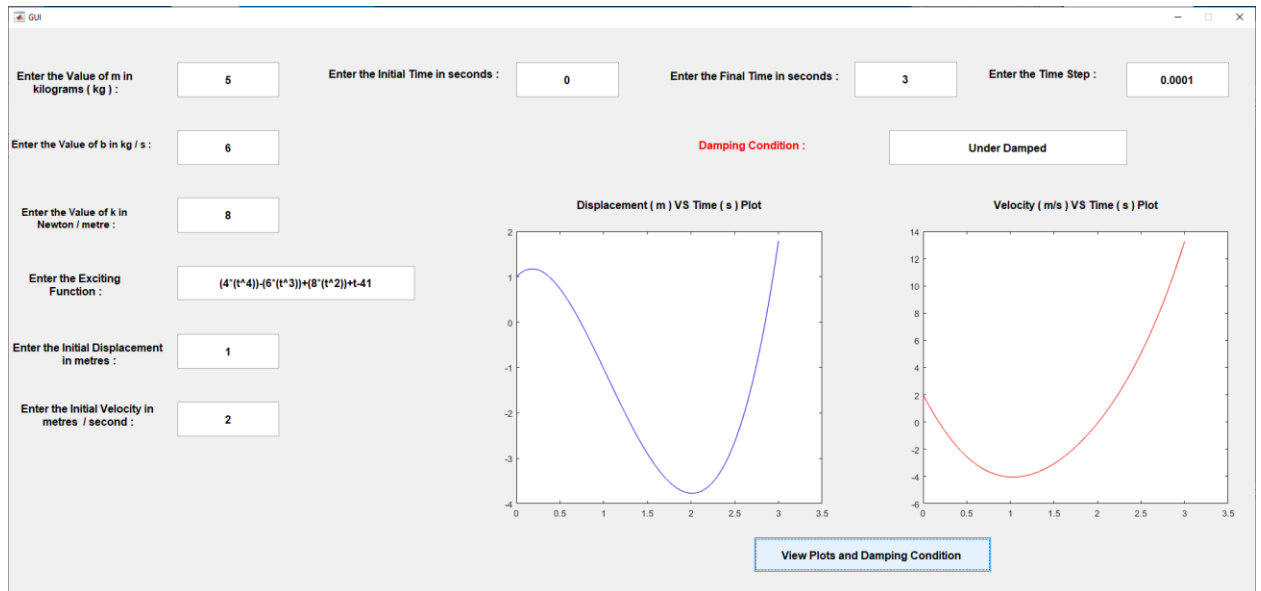 GUI
Enter the Value of m in
kilograms ( kg ) :
5
Enter the Initial Time in seconds :
0
Enter the Final Time in seconds :
3
Enter the Time Step :
0.0001
Enter the Value of b in kg / s :
6
Damping Condition :
Under Damped
Enter the Value of k in
Newton / metre :
8
Enter the Exciting
Function :
(4*(t^4))-(6*(t^3))+(8*(t^2))+t-41
Enter the Initial Displacement
in metres :
1
Enter the Initial Velocity in
metres / second :
2
Displacement ( m ) VS Time ( s ) Plot
2
1
0
-1
-2
-3
-4
0 0.5 1 1.5 2 2.5 3 3.5
Velocity ( m/s ) VS Time ( s ) Plot
14
12
10
8
6
4
2
0
-2
-4
-6
0 0.5 1 1.5 2 2.5 3 3.5
View Plots and Damping Condition